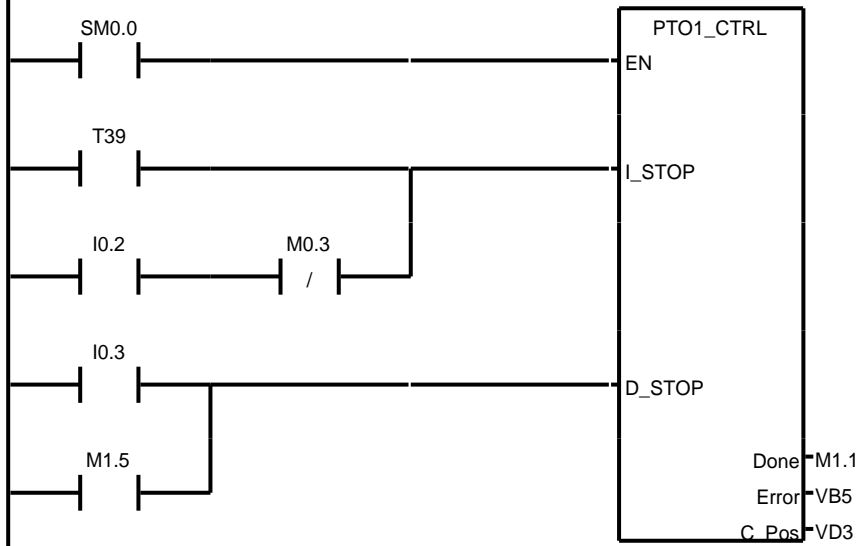 SM0.0
PTO1_CTRL
EN
T39
I_STOP
I0.2
M0.3
/
I0.3
D_STOP
M1.5
Done M1.1
Error VB5
C_Pos VD3